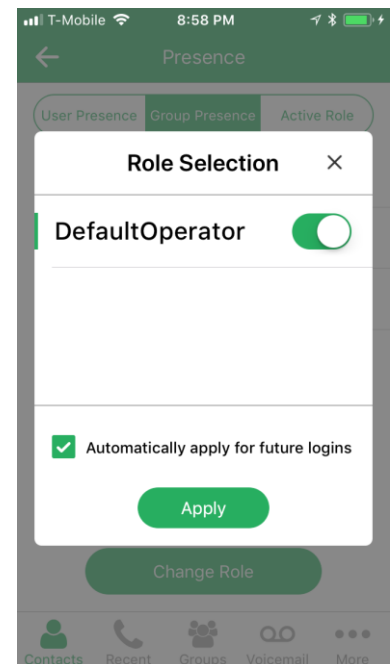 T-Mobile 8:58 PM
Presence
User Presence Group Presence Active Role
Role Selection
DefaultOperator
Automatically apply for future logins
Apply
Change Role
Contacts Recent Groups Voicemail More